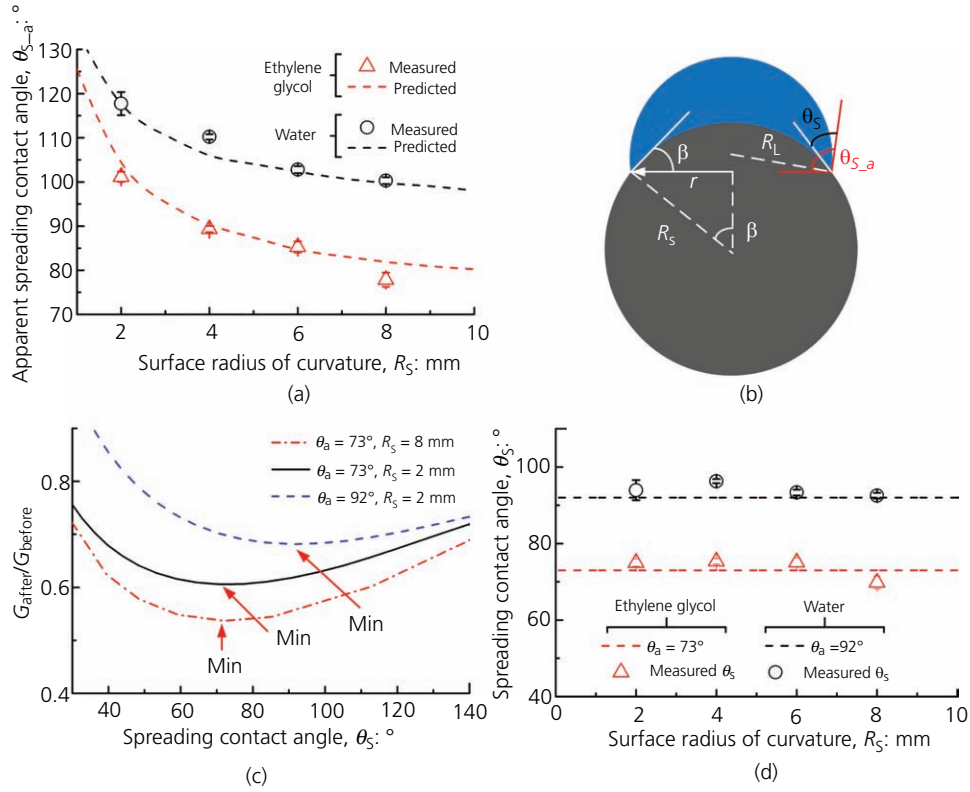 Apparent spreading contact angle, θS–a: °
130
120
110
100
90
80
70
2
4
6
8
10
Ethylene glycol
Measured
Predicted
Water
Measured
Predicted
Surface radius of curvature, RS: mm
(a)
β
r
Rs
β
RL
θS
θS_a
(b)
Gafter/Gbefore
0.8
0.6
0.4
40
60
80
100
120
140
θa = 73°, Rs = 8 mm
θa = 73°, Rs = 2 mm
θa = 92°, Rs = 2 mm
Min
Min
Min
Spreading contact angle, θS: °
(c)
Spreading contact angle, θS: °
100
80
60
40
0
2
4
6
8
10
Ethylene glycol
Water
θa = 73°
θa =92°
Measured θs
Measured θs
Surface radius of curvature, RS: mm
(d)